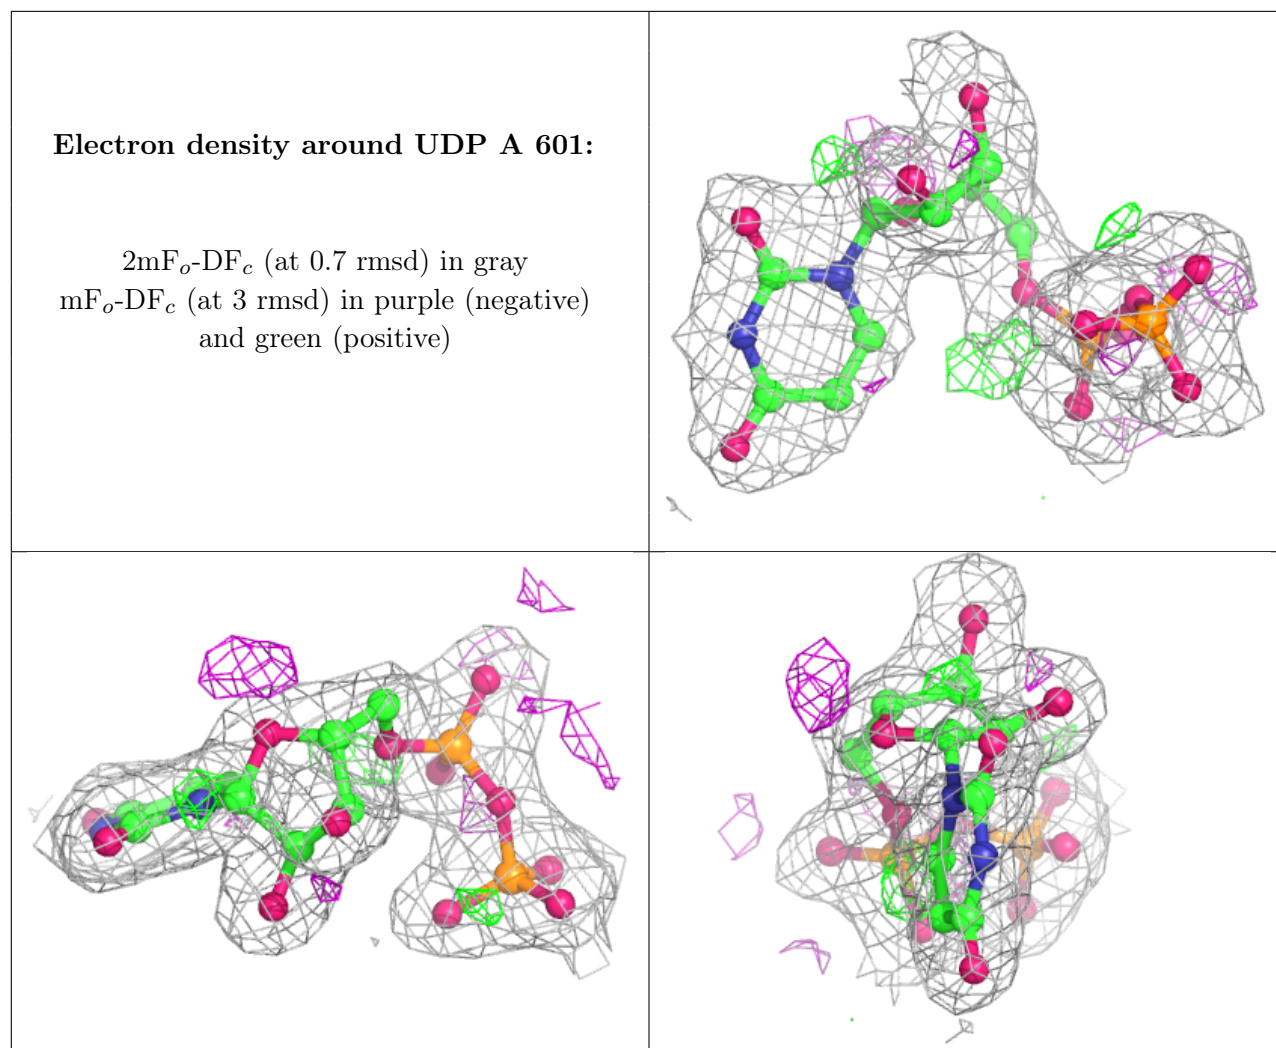 Electron density around UDP A 601:
2mFo-DFc (at 0.7 rmsd) in gray
mFo-DFc (at 3 rmsd) in purple (negative)
and green (positive)